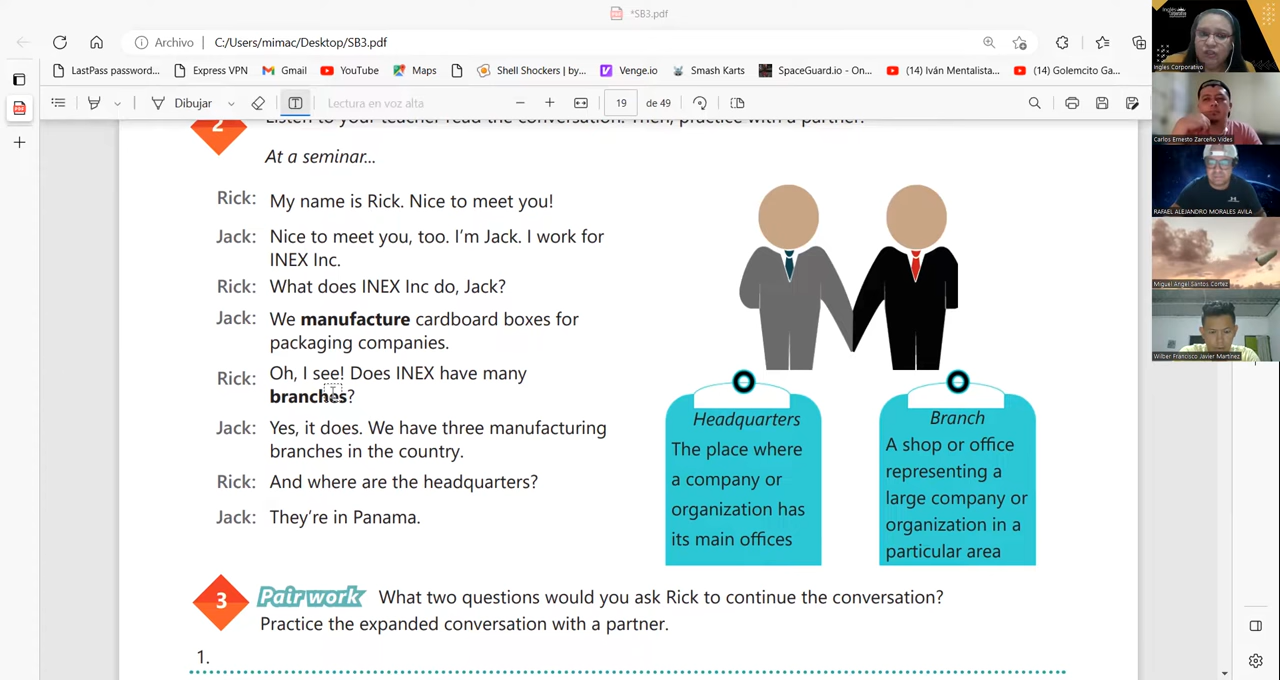 *SB3.pdf
Archivo
C:/Users/mimac/Desktop/SB3.pdf
LastPass password...
Express VPN
Gmail
YouTube
Maps
Shell Shockers | by...
Venge.io
Smash Karts
SpaceGuard.io - On...
(14) Iván Mentalista...
(14) Golemcito Ga...
Dibujar
Lectura en voz alta
19
de 49
2
Listen to your teacher read the conversation. Then, practice with a partner.
At a seminar...
Rick: My name is Rick. Nice to meet you!
Jack: Nice to meet you, too. I'm Jack. I work for
INEX Inc.
Rick: What does INEX Inc do, Jack?
Jack: We manufacture cardboard boxes for
packaging companies.
Rick: Oh, I see! Does INEX have many
branches?
Jack: Yes, it does. We have three manufacturing
branches in the country.
Rick: And where are the headquarters?
Jack: They're in Panama.
Headquarters
The place where
a company or
organization has
its main offices
Branch
A shop or office
representing a
large company or
organization in a
particular area
3
Pair work What two questions would you ask Rick to continue the conversation?
Practice the expanded conversation with a partner.
1.
Inglés Corporativo
Carlos Ernesto Zarceño Vides
RAFAEL ALEJANDRO MORALES AVILA
Miguel Angel Santos Cortez
Wilber Francisco Javier Martinez